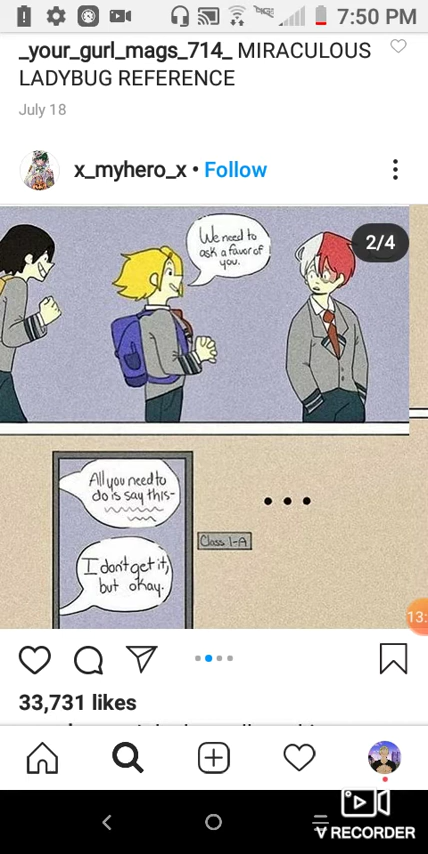 7:50 PM
_your_gurl_mags_714_ MIRACULOUS
LADYBUG REFERENCE
July 18
x_myhero_x • Follow
2/4
We need to
ask a favor of
you.
All you need to
do is say this-
• • •
Class 1-A
I don't get it,
but okay.
13:
33,731 likes
RECORDER